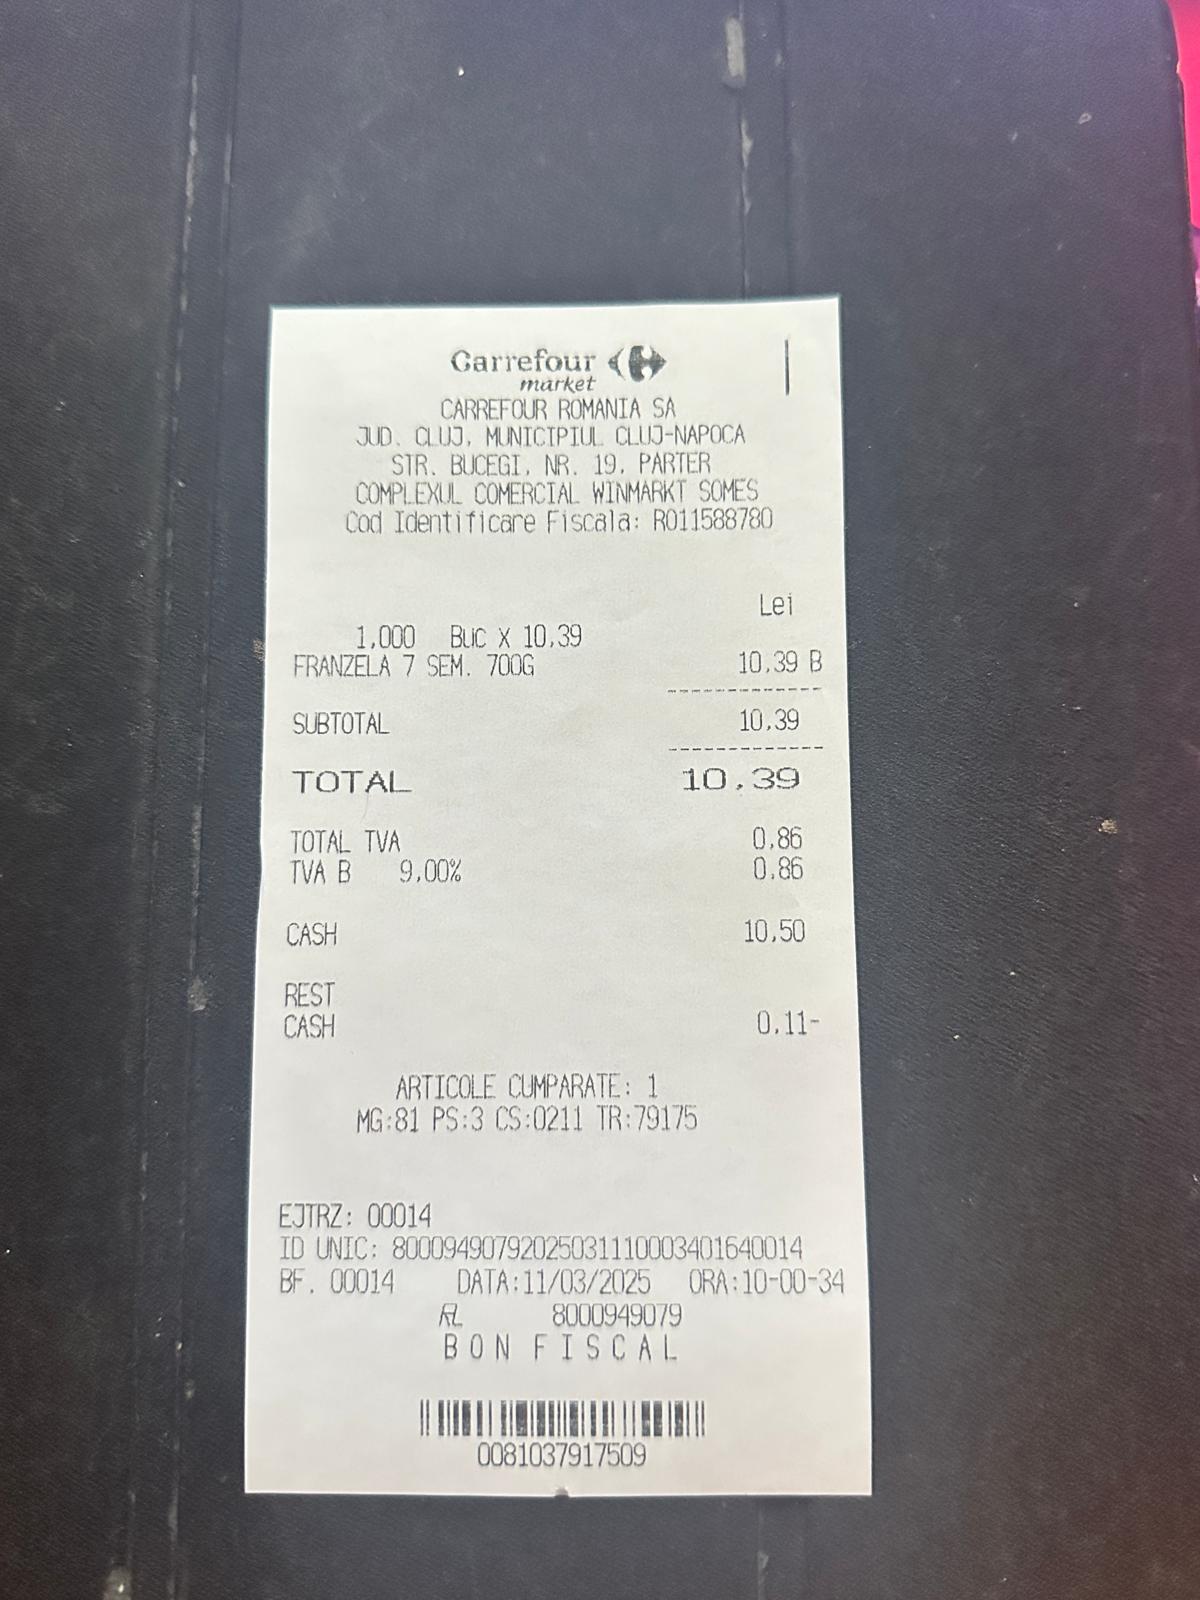 Carrefour
market
CARREFOUR ROMANIA SA
JUD. CLUJ, MUNICIPIUL CLUJ-NAPOCA
STR. BUCEGI, NR. 19, PARTER
COMPLEXUL COMERCIAL WINMARKT SOMES
Cod Identificare Fiscala: RO11588780
Lei
1,000 Buc X 10,39
FRANZELA 7 SEM. 700G 10,39 B
SUBTOTAL 10,39
TOTAL 10,39
TOTAL TVA 0,86
TVA B 9,00% 0,86
CASH 10,50
REST
CASH 0,11-
ARTICOLE CUMPARATE: 1
MG:81 PS:3 CS:0211 TR:79175
EJTRZ: 00014
ID UNIC: 80009490792025031110003401640014
BF. 00014 DATA:11/03/2025 ORA:10-00-34
8000949079
BON FISCAL
0081037917509